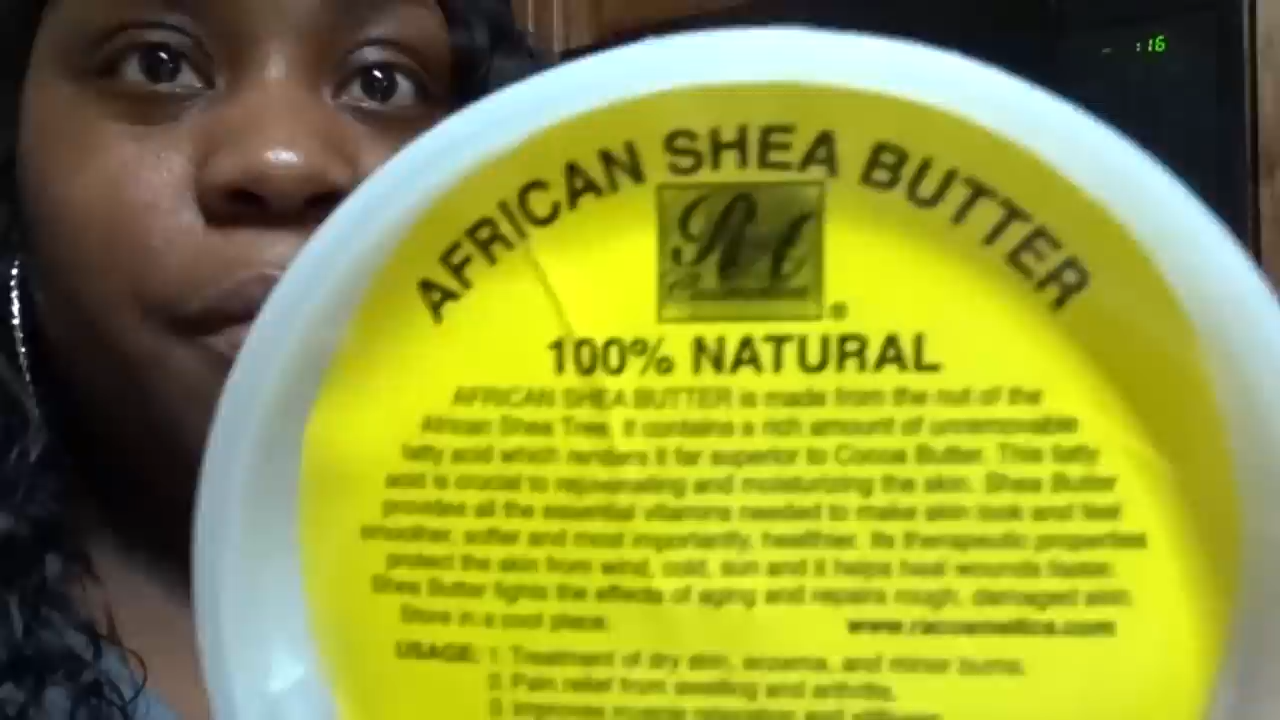 :16
AFRICAN SHEA BUTTER
RA
100% NATURAL
AFRICAN SHEA BUTTER is made from the nut of the
African Shea Tree. It contains a rich amount of
fatty acid which renders it far superior to Cocoa Butter. This fatty
acid is crucial to rejuvenating and moisturizing the skin. Shea Butter
provides all the essential vitamins needed to make skin look and feel
smoother, softer and most importantly, healthier. Its therapeutic properties
protect the skin from wind, cold, sun and it helps heal wounds faster.
Shea Butter fights the effects of aging and repairs rough, damaged skin.
Store in a cool place. www.racosmetics.com
USAGE: 1. Treatment of dry skin, eczema, and minor burns.
2. Pain relief from swelling and arthritis.